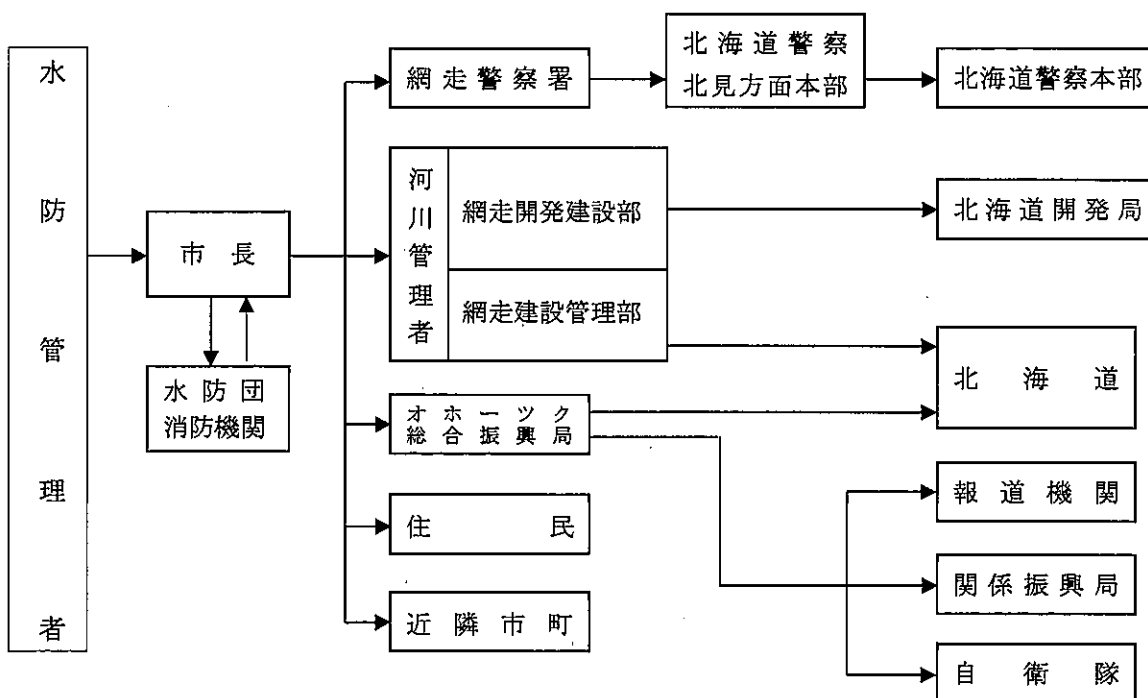 水防管理者
市長
水防団
消防機関
網走警察署
北海道警察
北見方面本部
北海道警察本部
河川管理者
網走開発建設部
網走建設管理部
北海道開発局
北海道
オホーツク
総合振興局
住民
近隣市町
報道機関
関係振興局
自衛隊